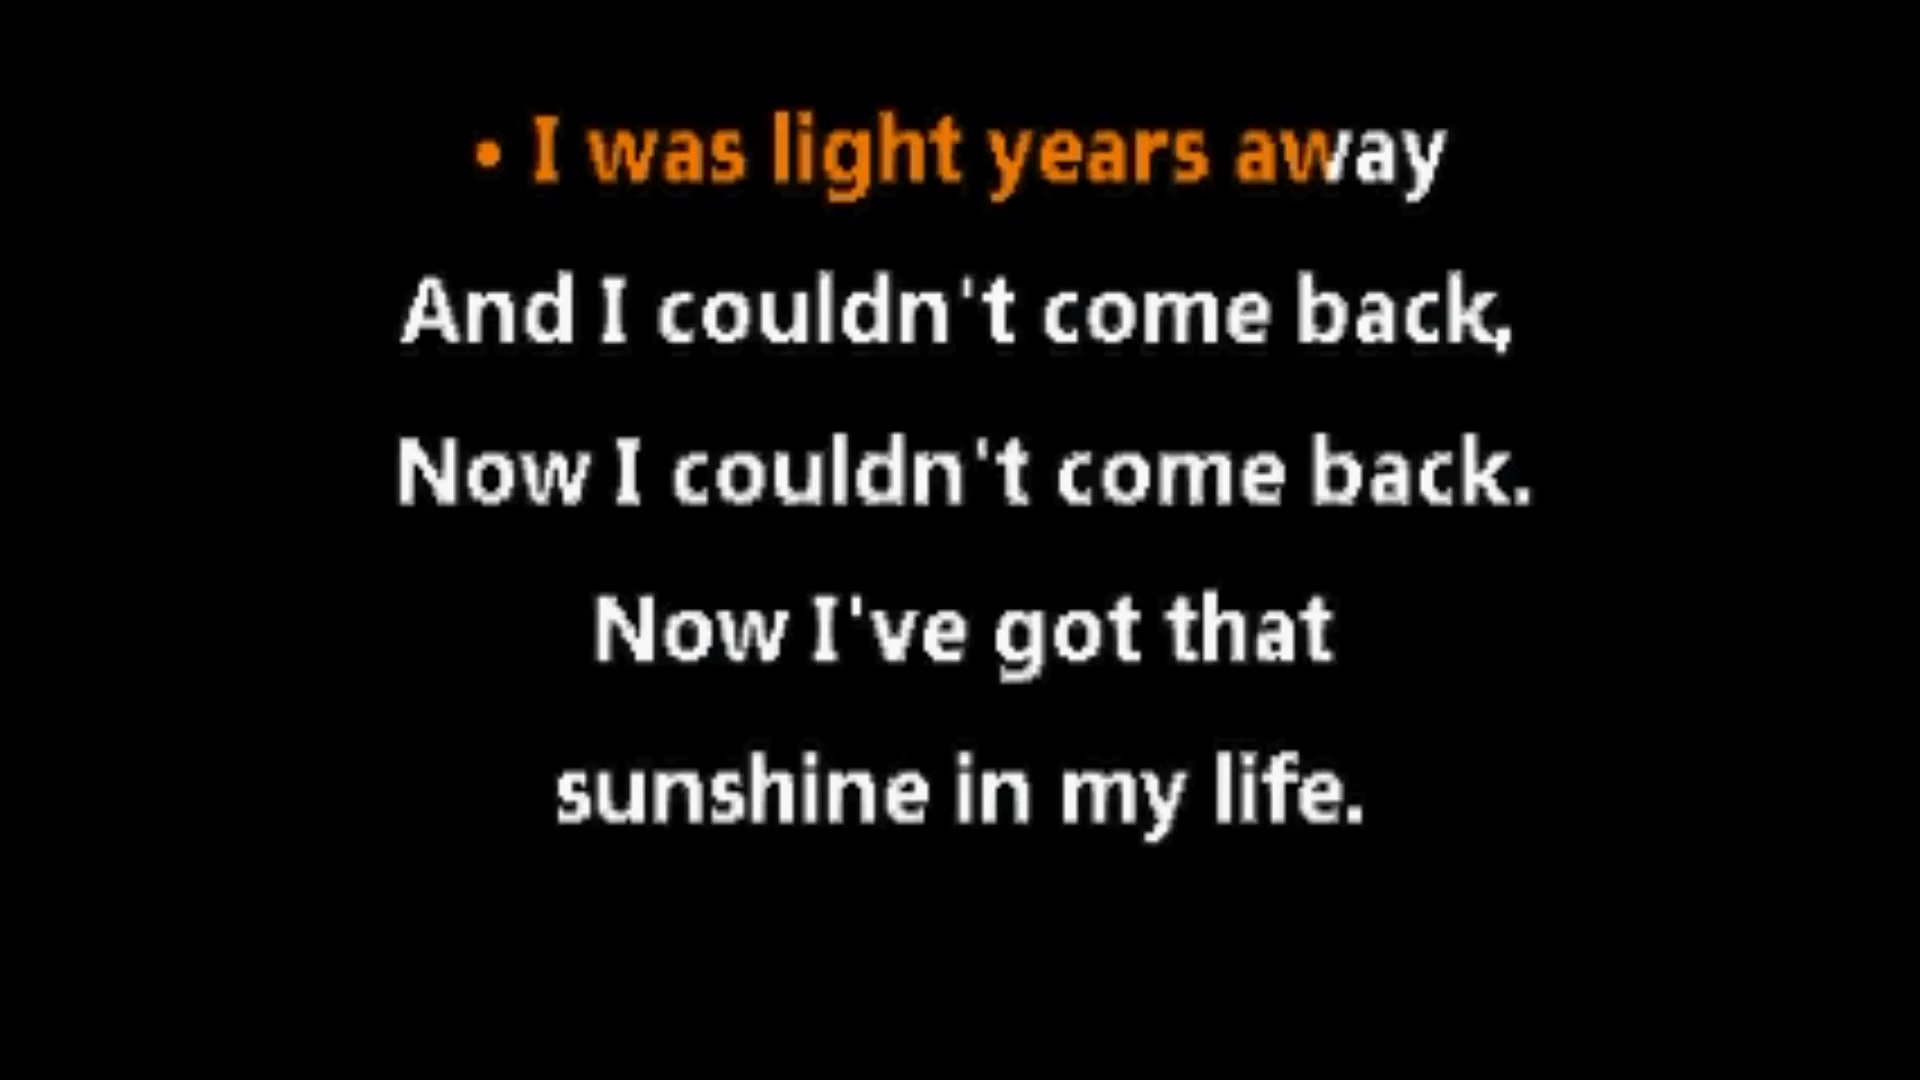 • I was light years away
And I couldn't come back,
Now I couldn't come back.
Now I've got that
sunshine in my life.